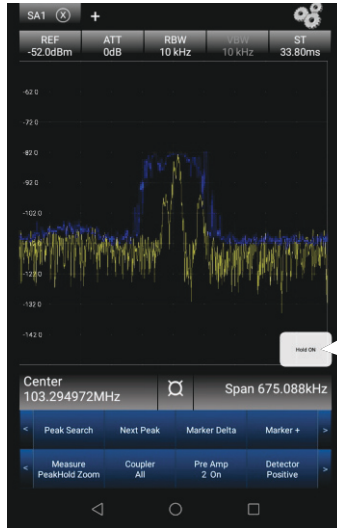 SA1 X +
REF ATT RBW VBW ST
-52.0dBm 0dB 10 kHz 10 kHz 33.80ms
-62 0
-72 0
-82 0
-92 0
-102 0
-122 0
-132 0
-142 0
Hold ON
Center
103.294972MHz
Span 675.088kHz
< Peak Search Next Peak Marker Delta Marker + >
< Measure Coupler Pre Amp Detector >
PeakHold Zoom All 2 On Positive